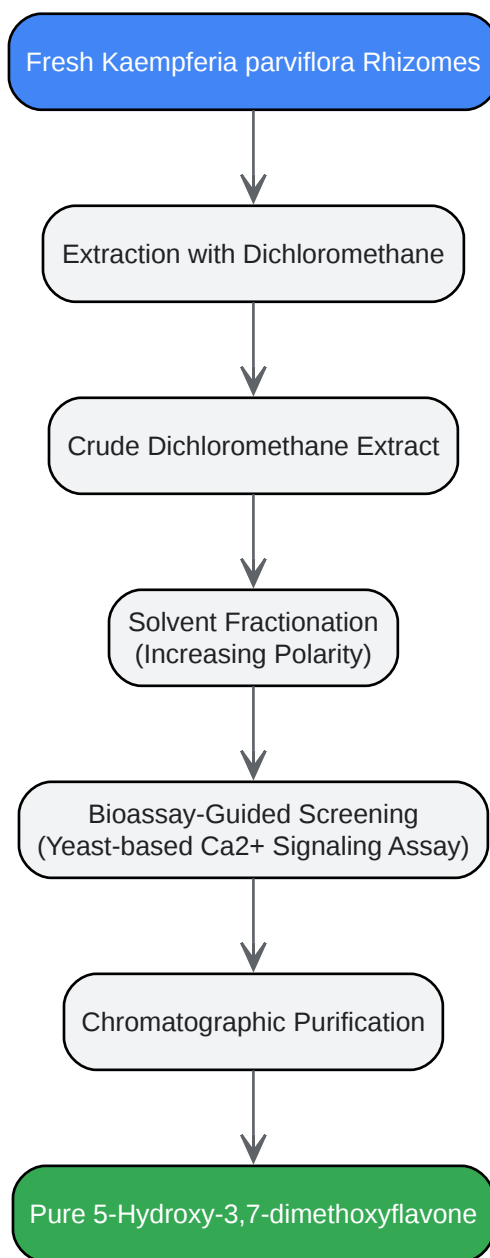 Fresh Kaempferia parviflora Rhizomes
Extraction with Dichloromethane
Crude Dichloromethane Extract
Solvent Fractionation
(Increasing Polarity)
Bioassay-Guided Screening
(Yeast-based Ca2+ Signaling Assay)
Chromatographic Purification
Pure 5-Hydroxy-3,7-dimethoxyflavone